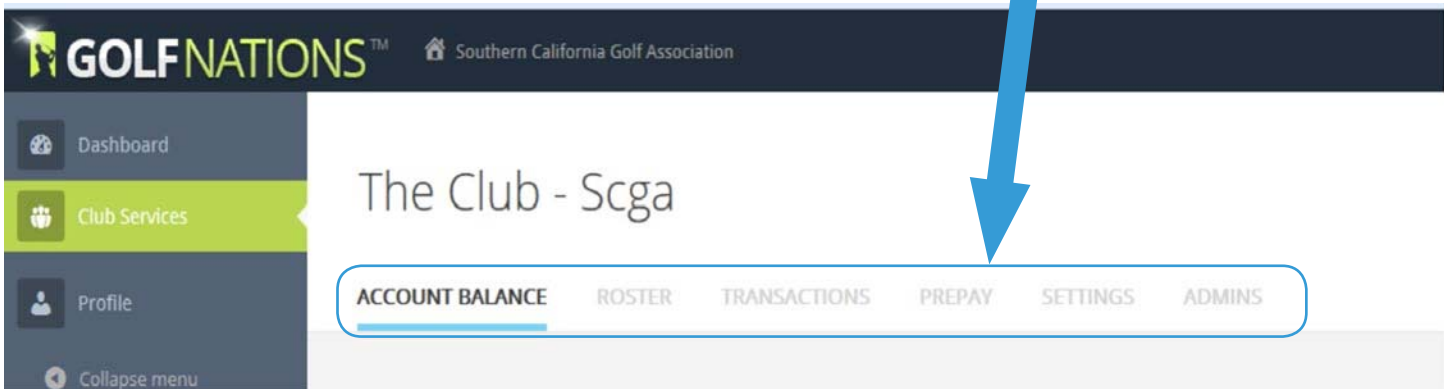 GOLFNATIONS™ Southern California Golf Association
Dashboard
Club Services
Profile
Collapse menu
The Club - Scga
ACCOUNT BALANCE ROSTER TRANSACTIONS PREPAY SETTINGS ADMINS